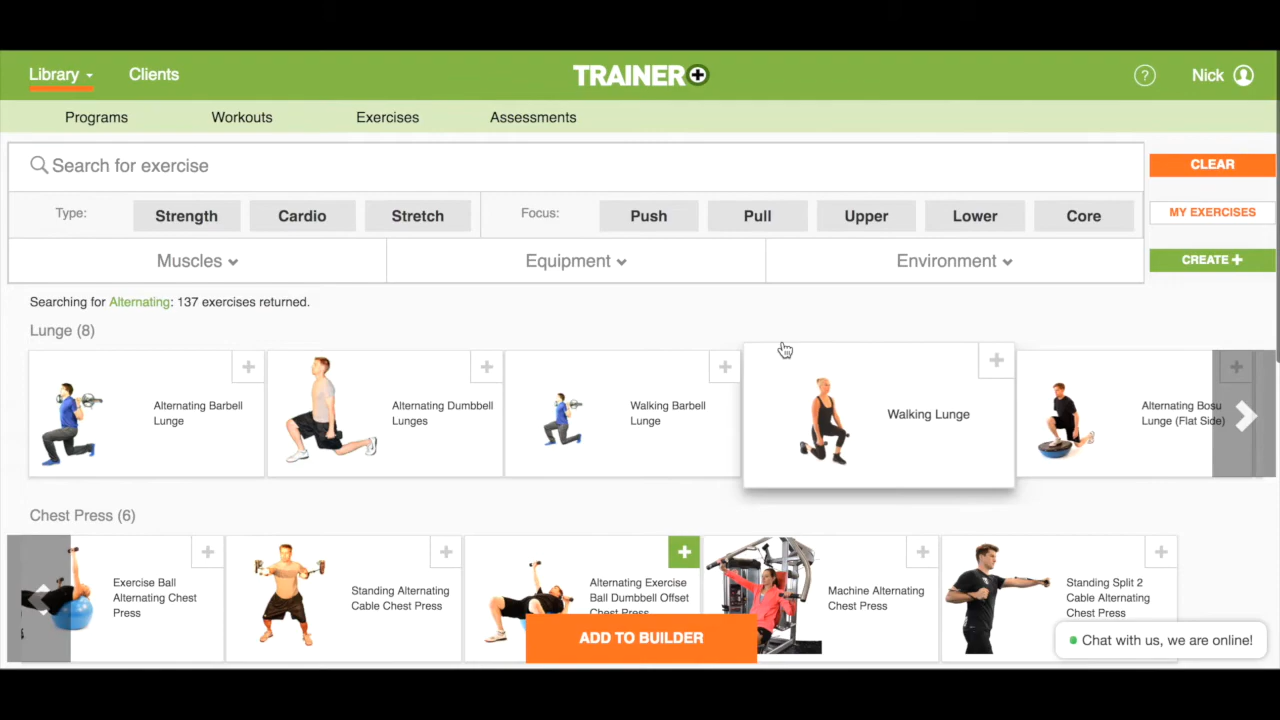 Library
Clients
TRAINER+
?
Nick
Programs
Workouts
Exercises
Assessments
Search for exercise
CLEAR
Type:
Strength
Cardio
Stretch
Focus:
Push
Pull
Upper
Lower
Core
MY EXERCISES
Muscles
Equipment
Environment
CREATE +
Searching for Alternating: 137 exercises returned.
Lunge (8)
Alternating Barbell
Lunge
Alternating Dumbbell
Lunges
Walking Barbell
Lunge
Walking Lunge
Alternating Bosu
Lunge (Flat Side)
Chest Press (6)
Exercise Ball
Alternating Chest
Press
Standing Alternating
Cable Chest Press
Alternating Exercise
Ball Dumbbell Offset
Chest Press
Machine Alternating
Chest Press
Standing Split 2
Cable Alternating
Chest Press
ADD TO BUILDER
Chat with us, we are online!